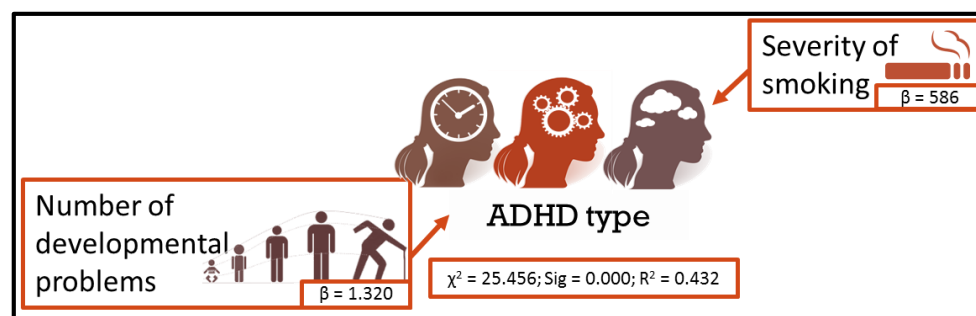 Severity of
smoking
β = 586
Number of
developmental
problems
β = 1.320
ADHD type
χ² = 25.456; Sig = 0.000; R² = 0.432